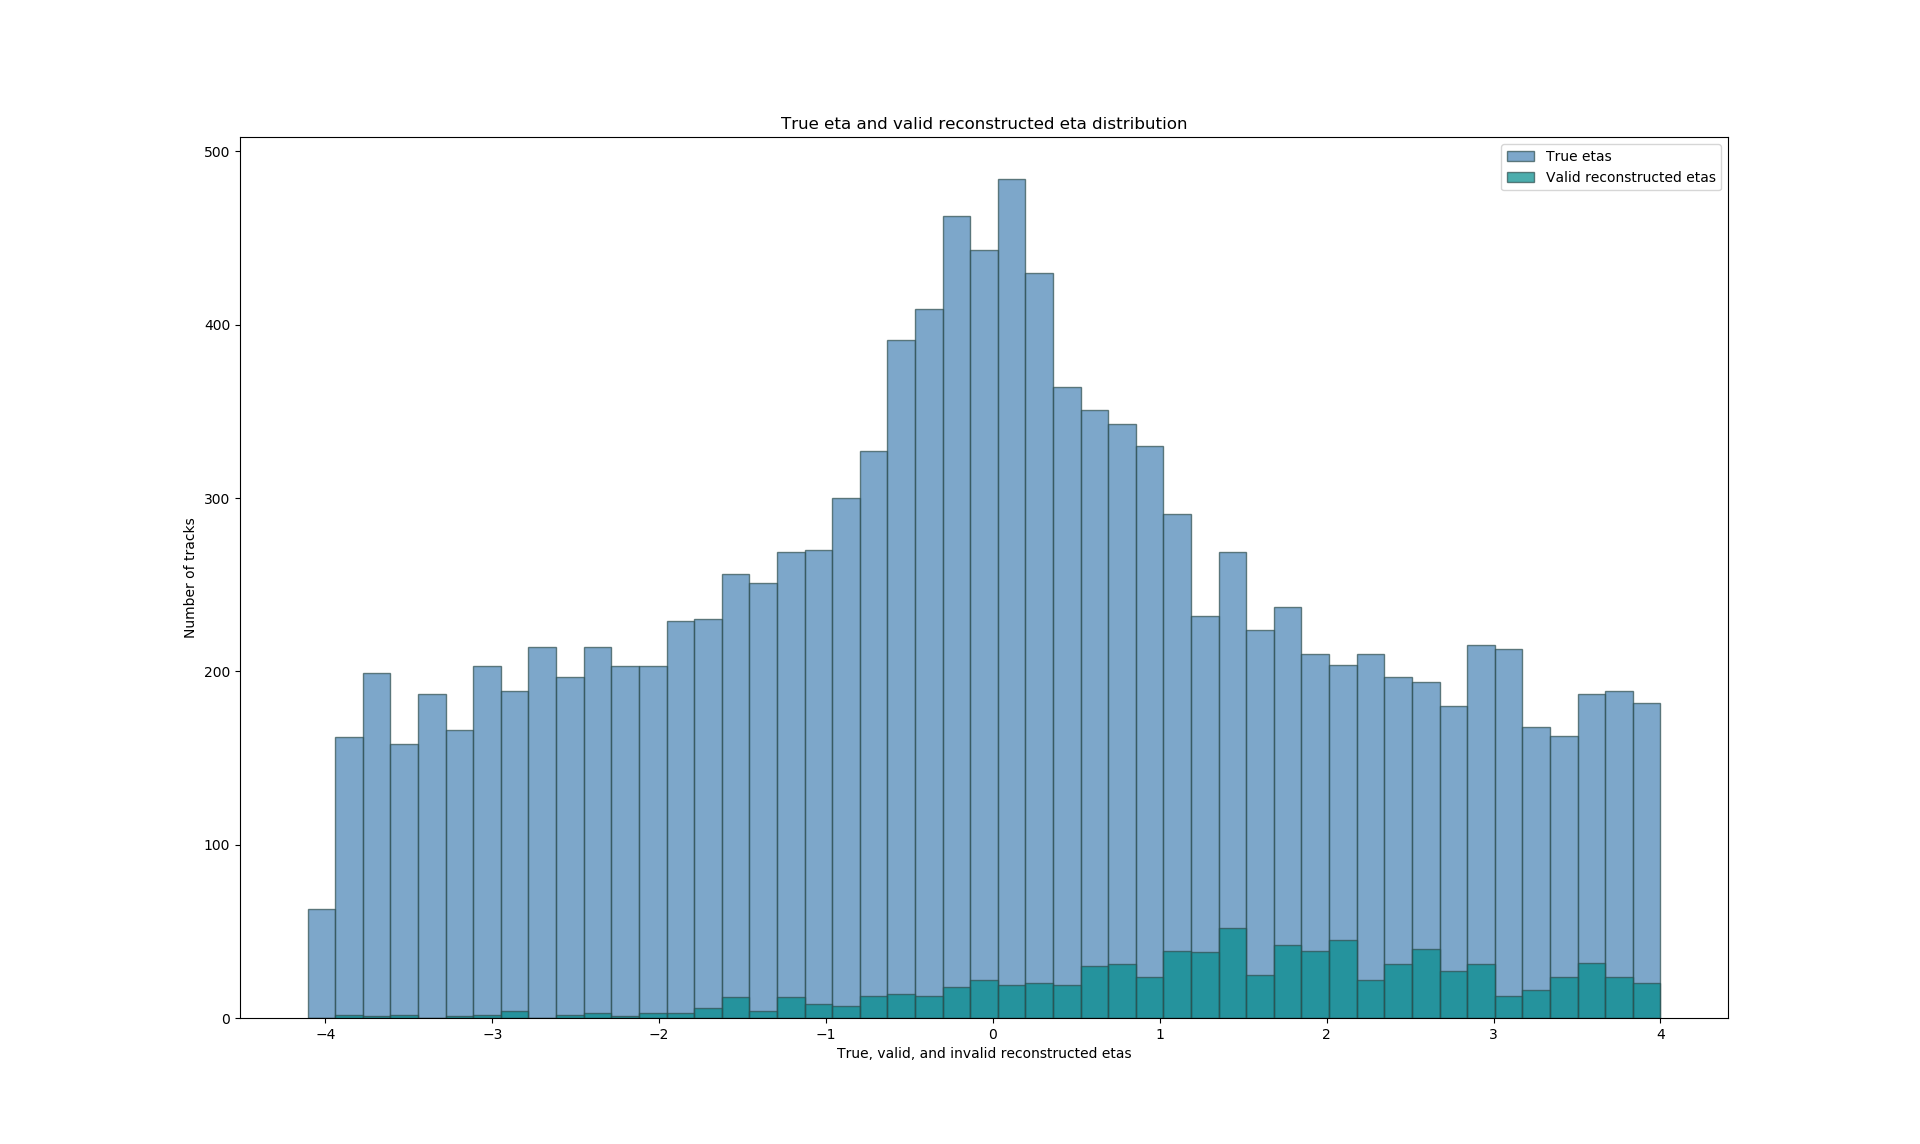 True eta and valid reconstructed eta distribution
True etas
Valid reconstructed etas
500
400
300
200
100
0
Number of tracks
−4 −3 −2 −1 0 1 2 3 4
True, valid, and invalid reconstructed etas